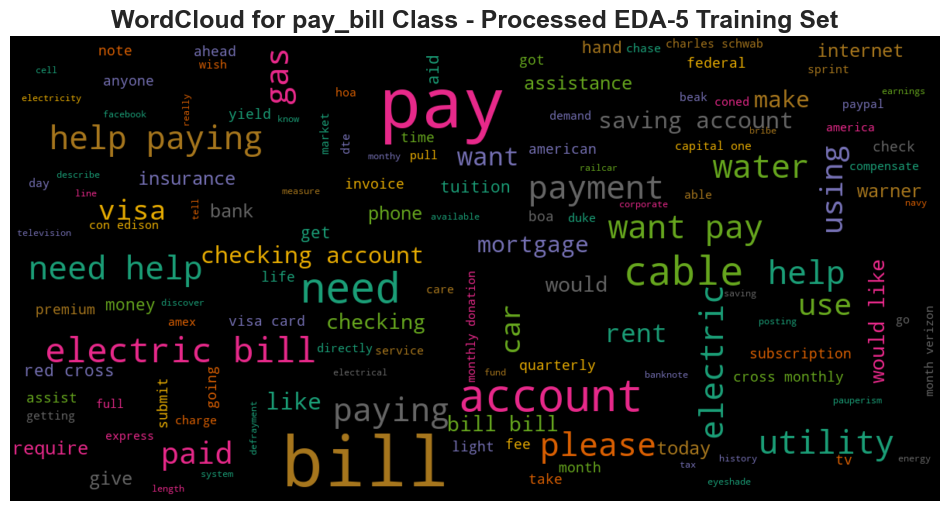 WordCloud for pay_bill Class - Processed EDA-5 Training Set
note
ahead
wish
cell
anyone
gas
aid
got
hand
chase
charles schwab
internet
federal
sprint
assistance
electricity
facebook
really
yield
know
hoa
pay
demand
beak
coned
make
paypal
earnings
help paying
market
dte
time
monthy
pull
want
american
saving account
bribe
america
capital one
check
day
describe
line
insurance
measure
invoice
tuition
railcar
payment
corporate
able
water
using
compensate
warner
navy
visa
con edison
tell
bank
phone
available
boa
duke
want pay
television
get
checking account
mortgage
need help
life
need
care
would
cable
help
saving
would like
premium
money
discover
amex
visa card
checking
monthly donation
car
rent
electric
use
posting
go
month verizon
electric bill
directly
service
subscription
red cross
electrical
fund
quarterly
banknote
cross monthly
assist
getting
full
submit
going
charge
like
paying
account
bill bill
pauperism
require
express
paid
defrayment
system
bill
light
fee
please
today
utility
month
tax
history
tv
energy
give
length
take
eyeshade